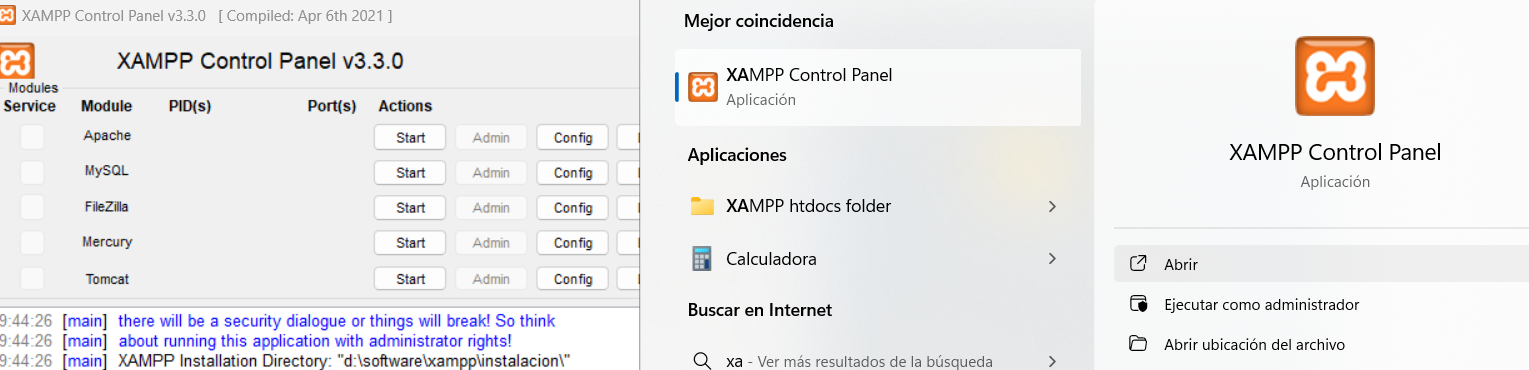 XAMPP Control Panel v3.3.0 [ Compiled: Apr 6th 2021 ]
XAMPP Control Panel v3.3.0
Modules
Service Module PID(s) Port(s) Actions
Apache Start Admin Config
MySQL Start Admin Config
FileZilla Start Admin Config
Mercury Start Admin Config
Tomcat Start Admin Config
9:44:26 [main] there will be a security dialogue or things will break! So think
9:44:26 [main] about running this application with administrator rights!
9:44:26 [main] XAMPP Installation Directory: "d:\software\xampp\instalacion\"
Mejor coincidencia
XAMPP Control Panel
Aplicación
Aplicaciones
XAMPP htdocs folder
Calculadora
Buscar en Internet
xa - Ver más resultados de la búsqueda
XAMPP Control Panel
Aplicación
Abrir
Ejecutar como administrador
Abrir ubicación del archivo